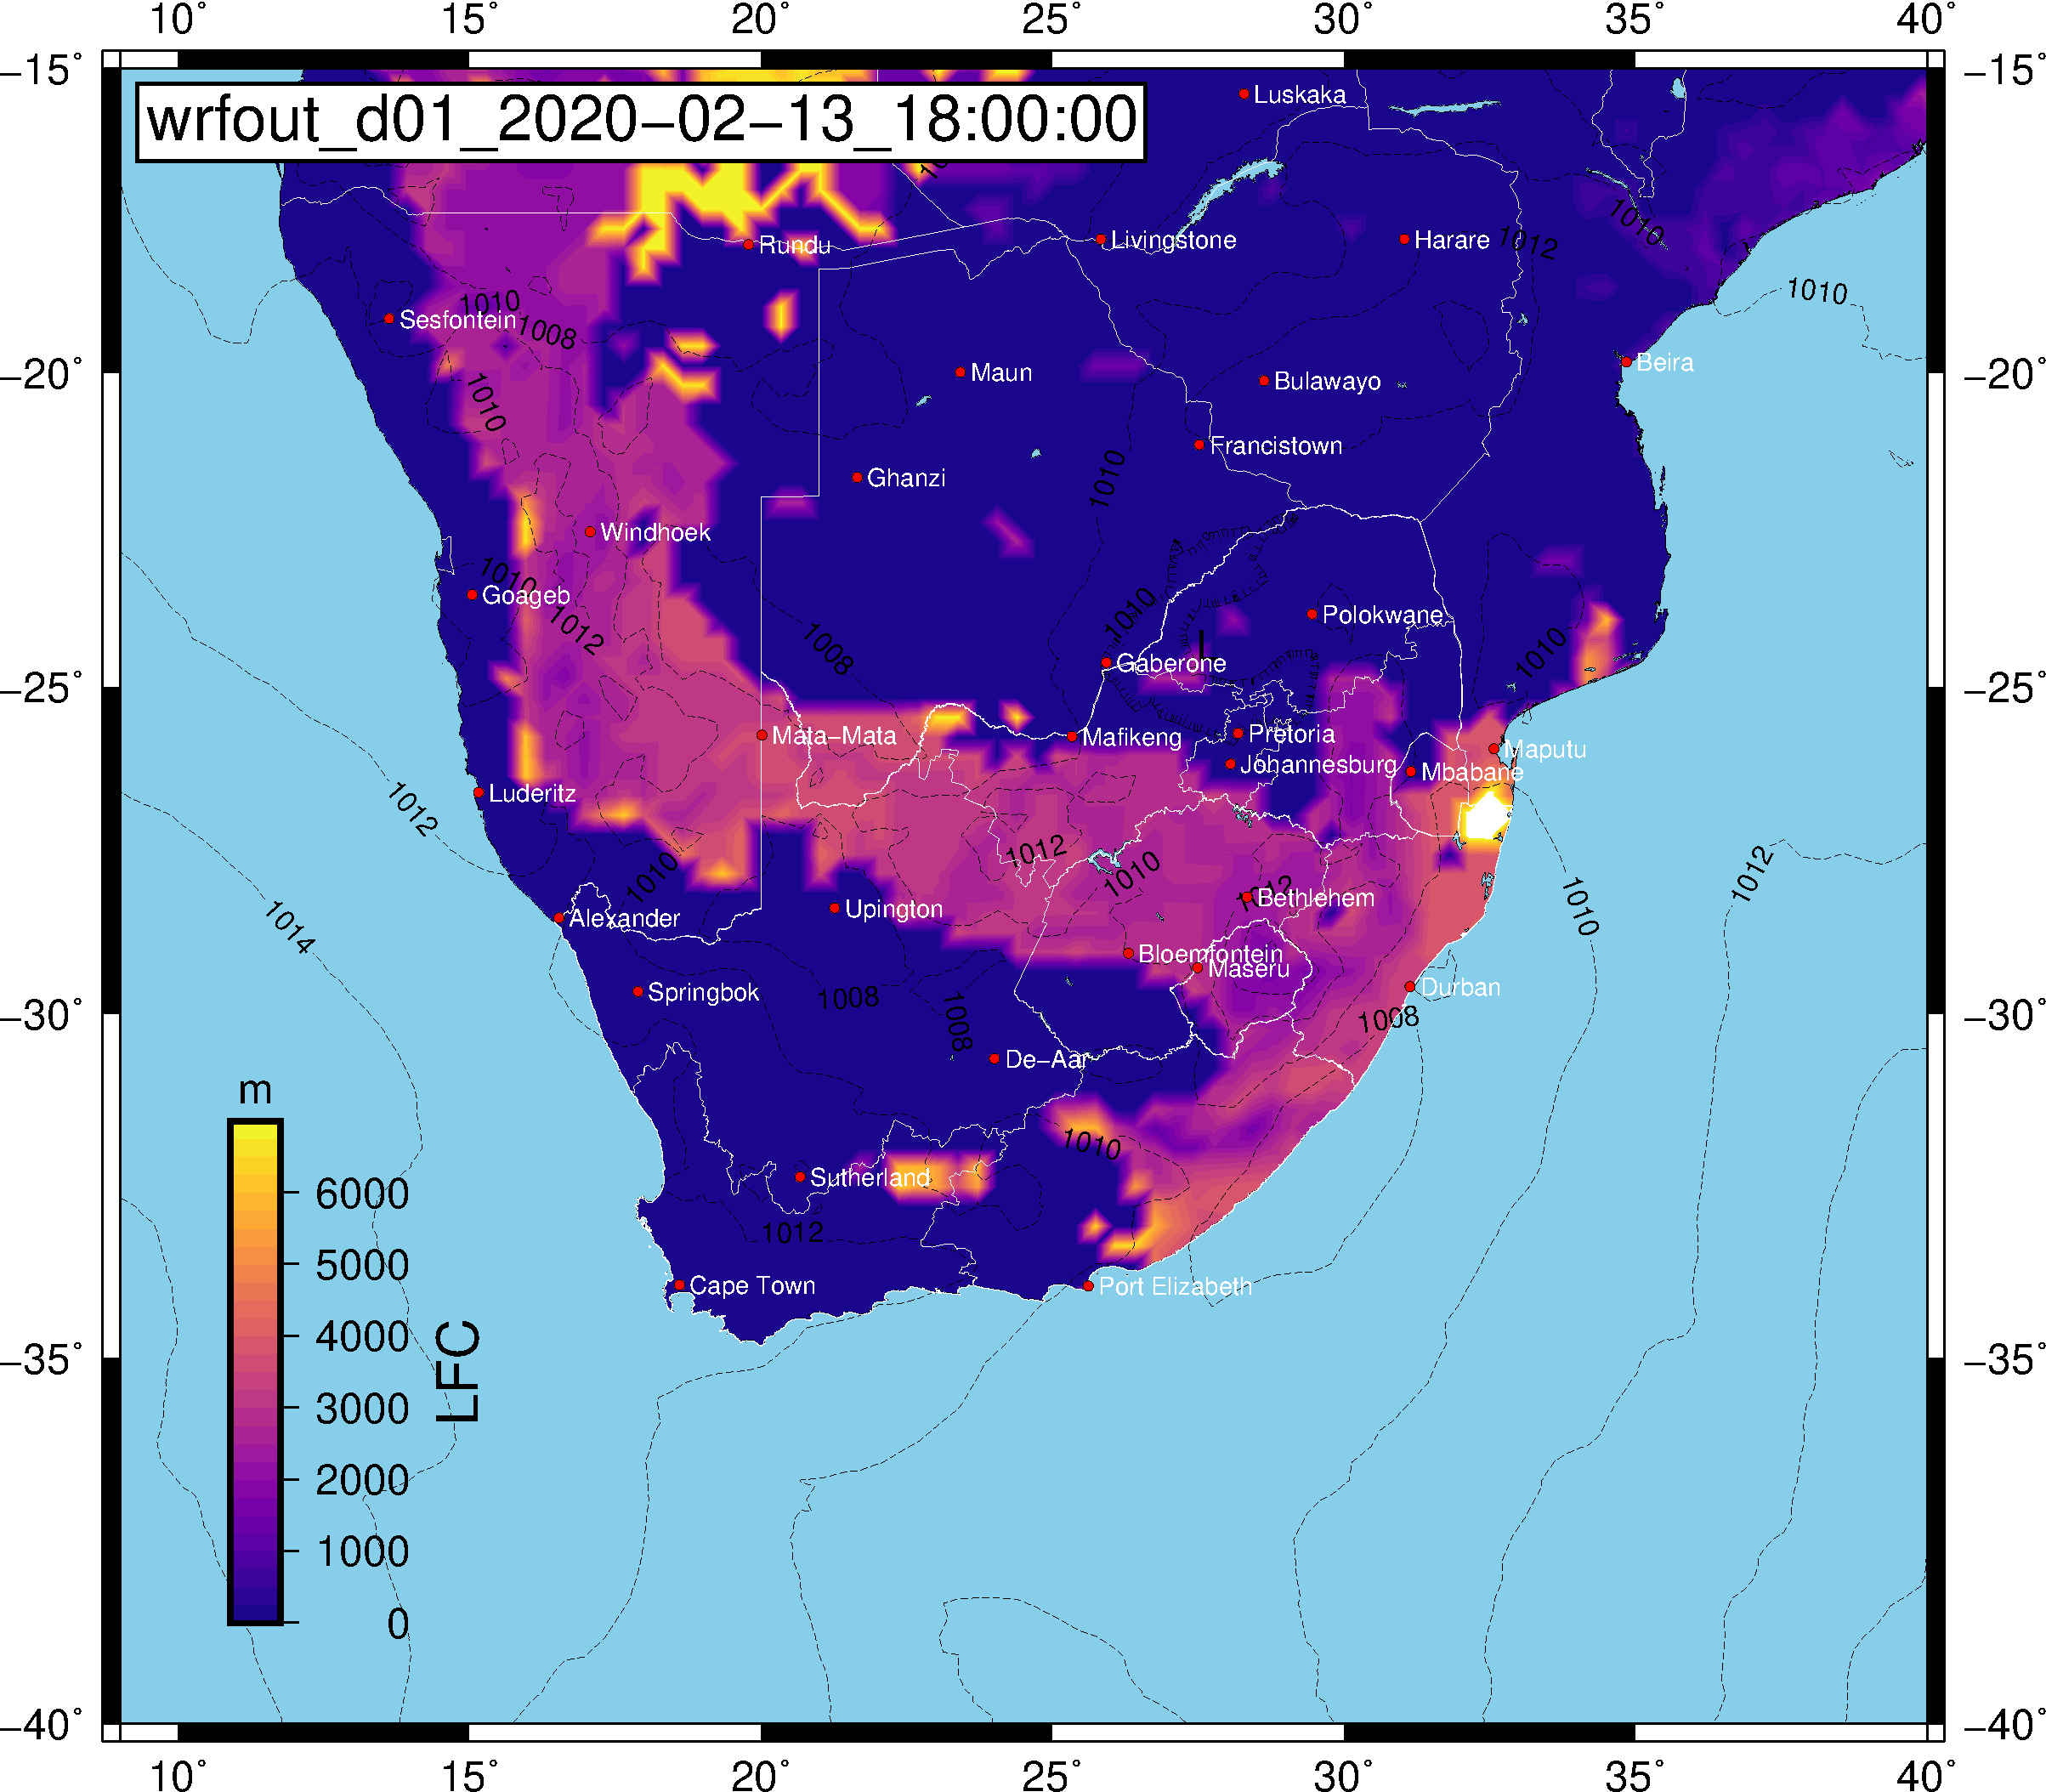 10° 15° 20° 25° 30° 35° 40°
−15° −15°
wrfout_d01_2020−02−13_18:00:00
Luskaka
1010
1012
Rundu
Livingstone
Harare
1010
1010
Sesfontein
1008
−20° −20°
Maun
Bulawayo
Beira
1010
Francistown
Ghanzi
1010
Windhoek
1010
Goageb
1010
Polokwane
1012
1008
1010
Gaberone
l
−25° −25°
Mata−Mata
Mafikeng
Pretoria
Maputu
Johannesburg
Mbabane
Luderitz
1012
1012
1010
1010
1012
1012
Bethlehem
1010
1014
Alexander
Upington
Bloemfontein
Maseru
Springbok
1008
Durban
−30° −30°
1008
1008
De−Aar
m
1010
Sutherland
6000
1012
5000
Cape Town
Port Elizabeth
4000
−35° −35°
LFC
3000
2000
1000
0
−40° −40°
10° 15° 20° 25° 30° 35° 40°